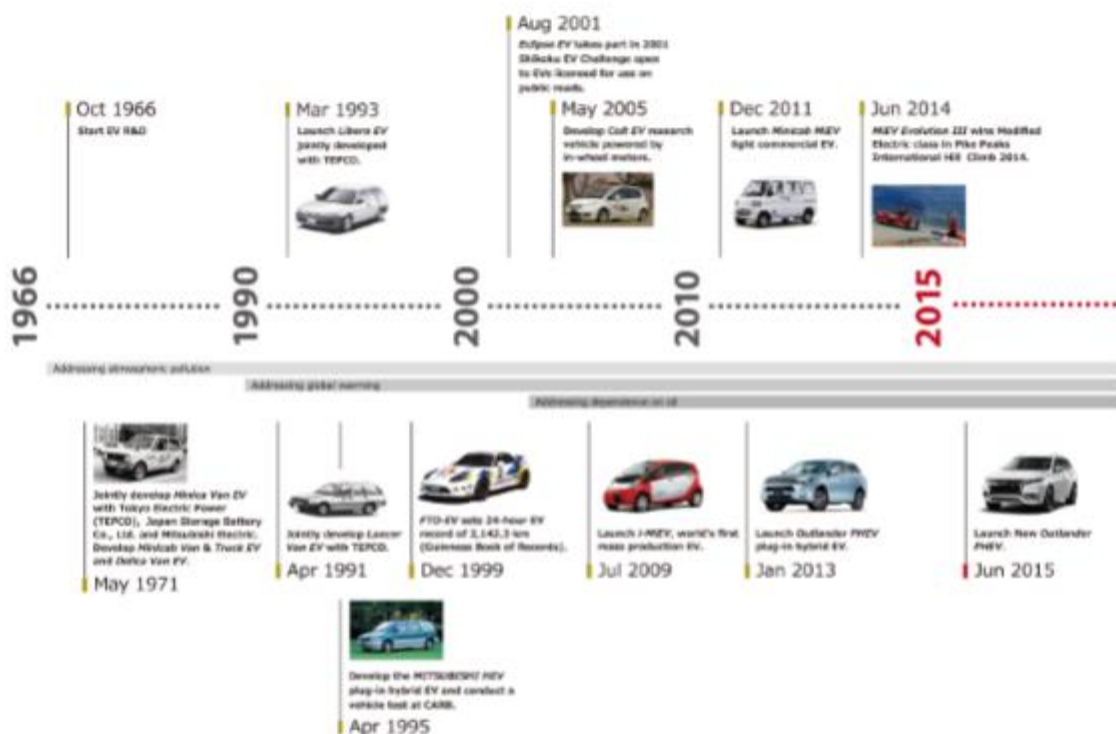 Aug 2001
Eclipse EV takes part in 2001
Shikoku EV Challenge open
to EVs licensed for use on
public roads.
Oct 1966
Start EV R&D
Mar 1993
Launch Libero EV
jointly developed
with TEPCO.
May 2005
Develop Colt EV research
vehicle powered by
in-wheel motors.
Dec 2011
Launch Minicab MiEV
light commercial EV.
Jun 2014
MiEV Evolution III wins Modified
Electric class in Pike Peaks
International Hill Climb 2014.
1966
1990
2000
2010
2015
Addressing atmospheric pollution
Addressing global warming
Addressing dependence on oil
Jointly develop Minica Van EV
with Tokyo Electric Power
(TEPCO), Japan Storage Battery
Co., Ltd. and Mitsubishi Electric.
Develop Minicab Van & Truck EV
and Delica Van EV.
May 1971
Jointly develop Lancer
Van EV with TEPCO.
Apr 1991
FTO-EV sets 24-hour EV
record of 2,142.3 km
(Guinness Book of Records).
Dec 1999
Launch i-MiEV, world's first
mass production EV.
Jul 2009
Launch Outlander PHEV
plug-in hybrid EV.
Jan 2013
Launch New Outlander
PHEV.
Jun 2015
Develop the MITSUBISHI HEV
plug-in hybrid EV and conduct a
vehicle test at CARB.
Apr 1995